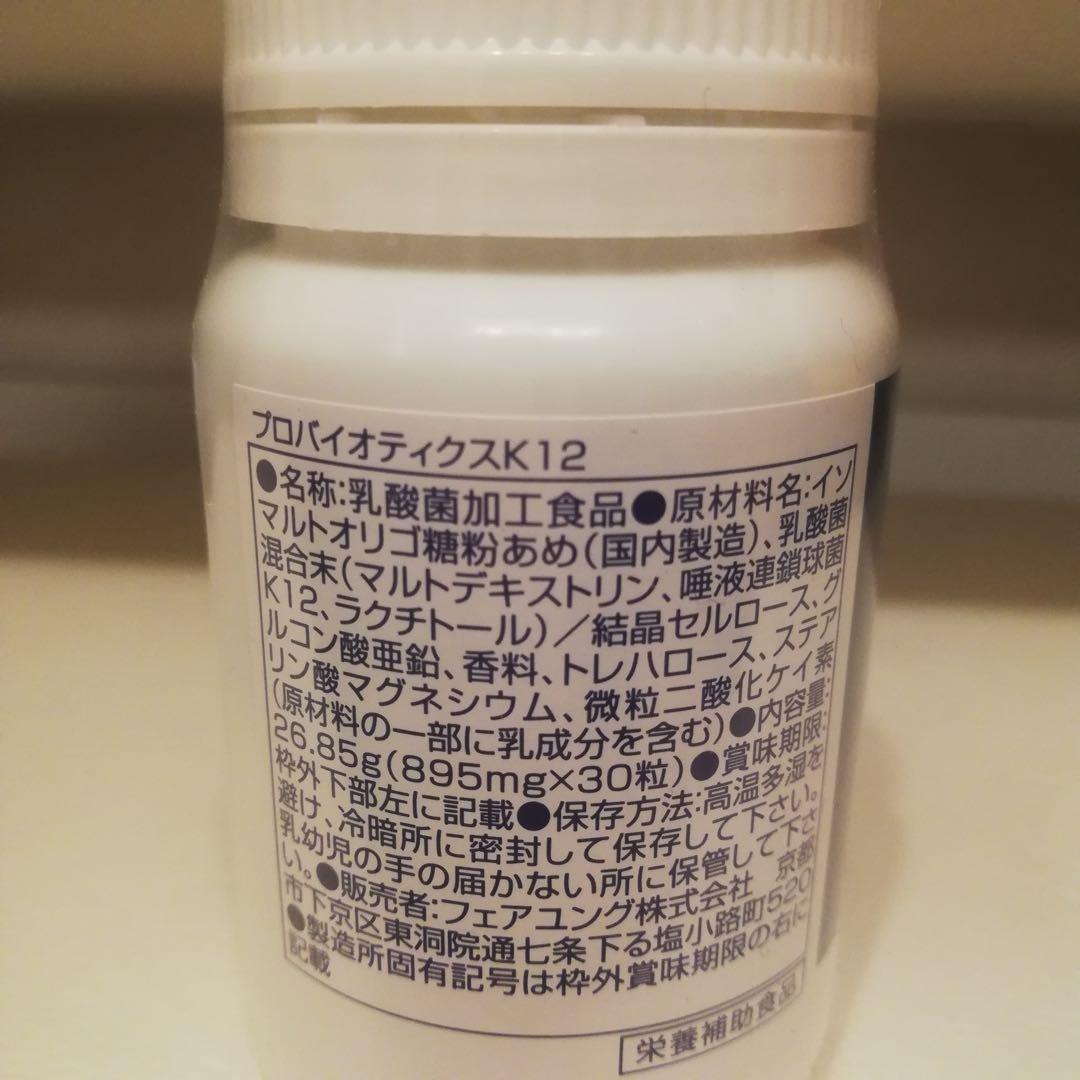 プロバイオティクスK12
●名称:乳酸菌加工食品●原材料名:イソ
マルトオリゴ糖粉あめ(国内製造)、乳酸菌
混合末(マルトデキストリン、唾液連鎖球菌
K12、ラクチトール)／結晶セルロース、グ
ルコン酸亜鉛、香料、トレハロース、ステア
リン酸マグネシウム、微粒二酸化ケイ素
(原材料の一部に乳成分を含む)●内容量:
26.85g(895mg×30粒)●賞味期限:
枠外下部左に記載●保存方法:高温多湿を
避け、冷暗所に密封して保存して下さい。
乳幼児の手の届かない所に保管して下さ
い。●販売者:フェアユング株式会社 京都
市下京区東洞院通七条下る塩小路町520
●製造所固有記号は枠外賞味期限の右に
記載
栄養補助食品